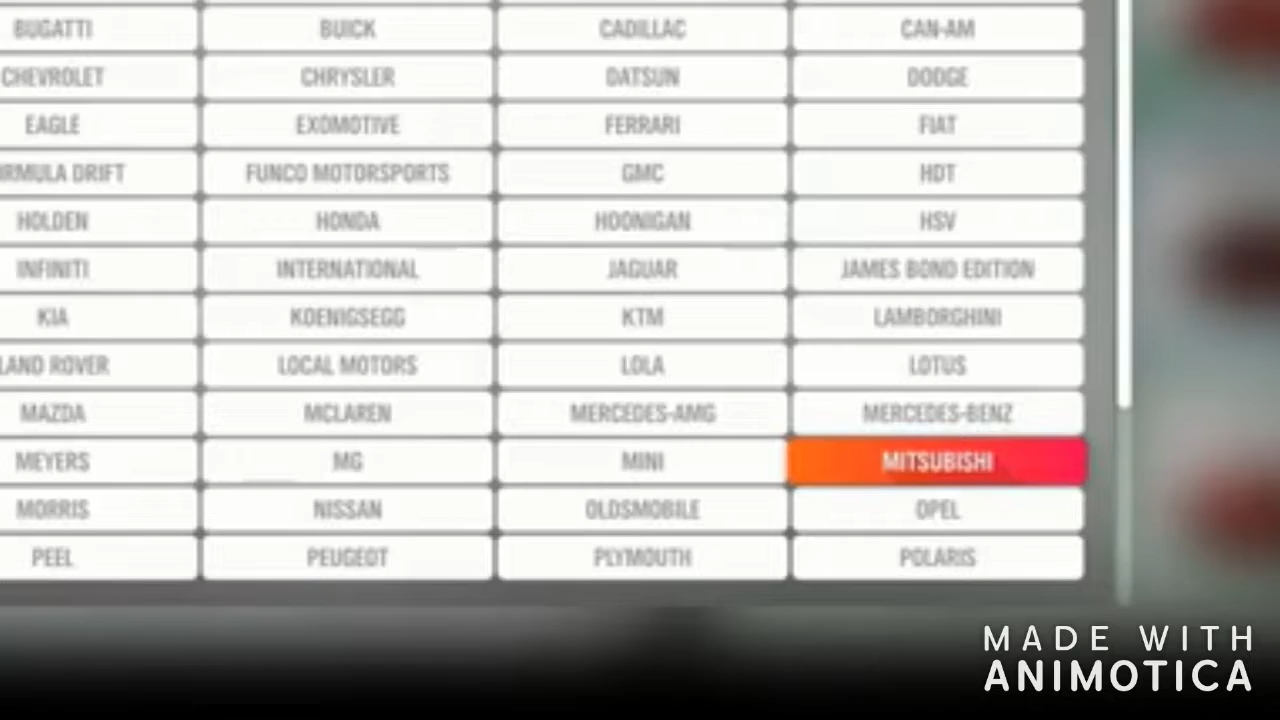 BUGATTI BUICK CADILLAC CAN-AM
CHEVROLET CHRYSLER DATSUN DODGE
EAGLE EXOMOTIVE FERRARI FIAT
RMULA DRIFT FUNCO MOTORSPORTS GMC HDT
HOLDEN HONDA HOONIGAN HSV
INFINITI INTERNATIONAL JAGUAR JAMES BOND EDITION
KIA KOENIGSEGG KTM LAMBORGHINI
LAND ROVER LOCAL MOTORS LOLA LOTUS
MAZDA MCLAREN MERCEDES-AMG MERCEDES-BENZ
MEYERS MG MINI MITSUBISHI
MORRIS NISSAN OLDSMOBILE OPEL
PEEL PEUGEOT PLYMOUTH POLARIS
MADE WITH
ANIMOTICA